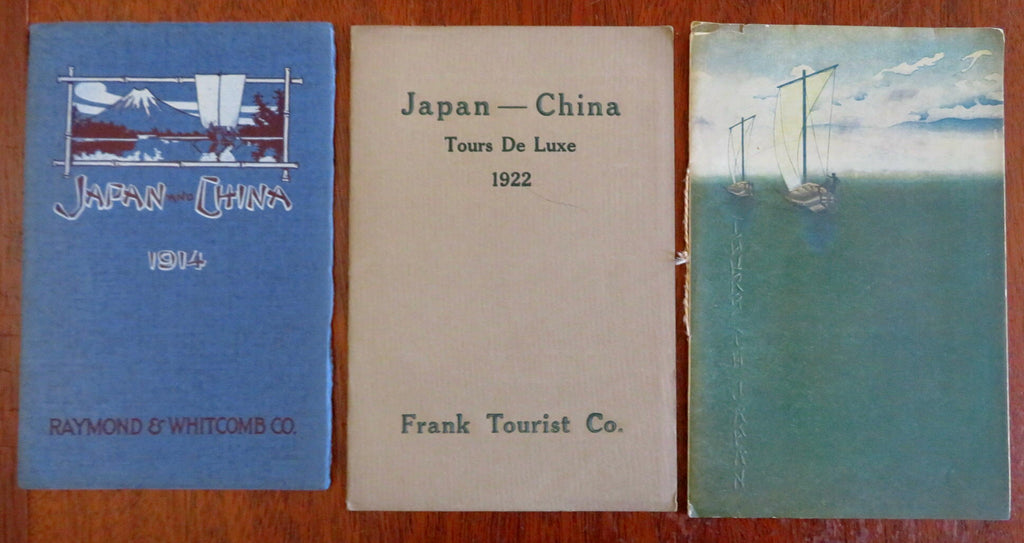 JAPAN AND CHINA
1914
RAYMOND & WHITCOMB CO.
Japan — China
Tours De Luxe
1922
Frank Tourist Co.